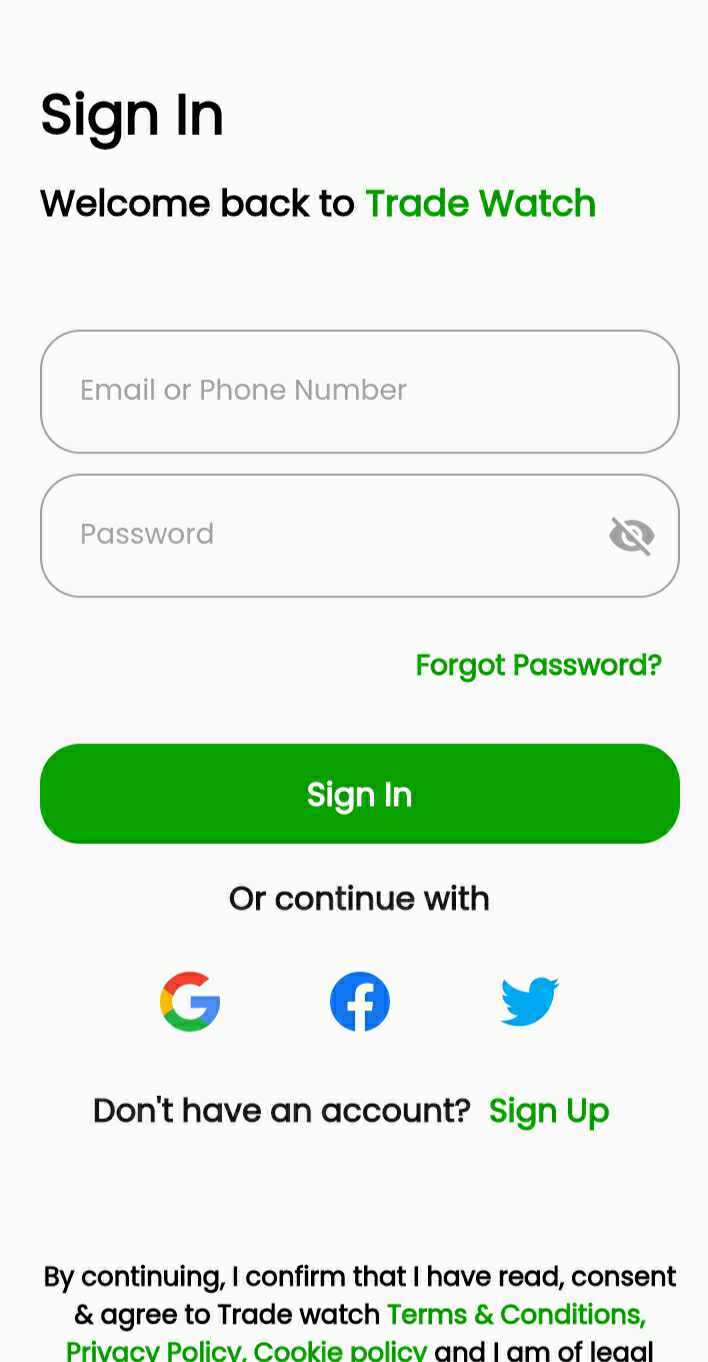 Sign In
Welcome back to Trade Watch
Email or Phone Number
Password
Forgot Password?
Sign In
Or continue with
Don't have an account? Sign Up
By continuing, I confirm that I have read, consent
& agree to Trade watch Terms & Conditions,
Privacy Policy, Cookie policy and I am of legal